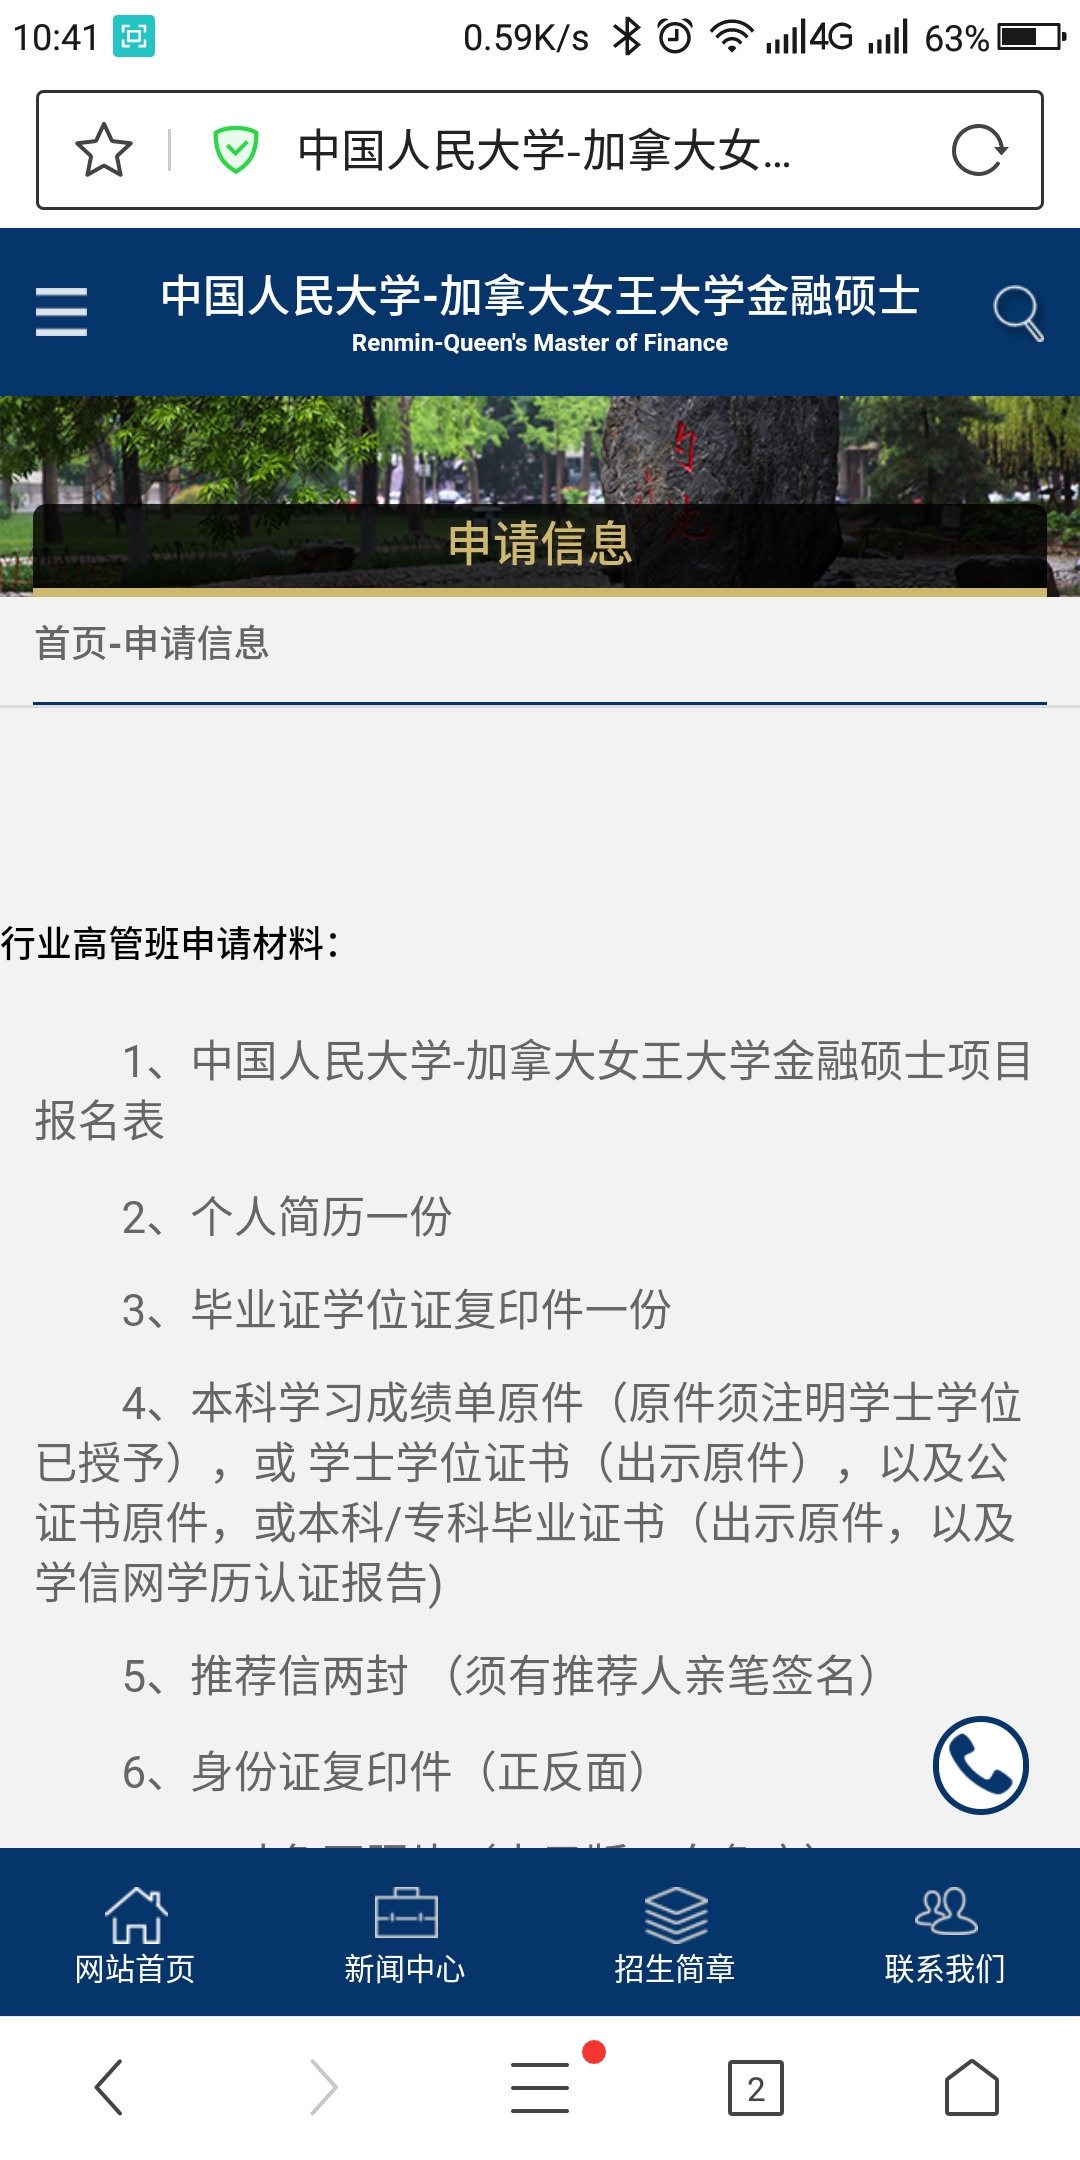 10:41
0.59K/s
4G
63%
中国人民大学-加拿大女...
中国人民大学-加拿大女王大学金融硕士
Renmin-Queen's Master of Finance
申请信息
首页-申请信息
行业高管班申请材料：
1、中国人民大学-加拿大女王大学金融硕士项目
报名表
2、个人简历一份
3、毕业证学位证复印件一份
4、本科学习成绩单原件（原件须注明学士学位
已授予），或 学士学位证书（出示原件），以及公
证书原件，或本科/专科毕业证书（出示原件，以及
学信网学历认证报告)
5、推荐信两封 （须有推荐人亲笔签名）
6、身份证复印件（正反面）
网站首页
新闻中心
招生简章
联系我们
2